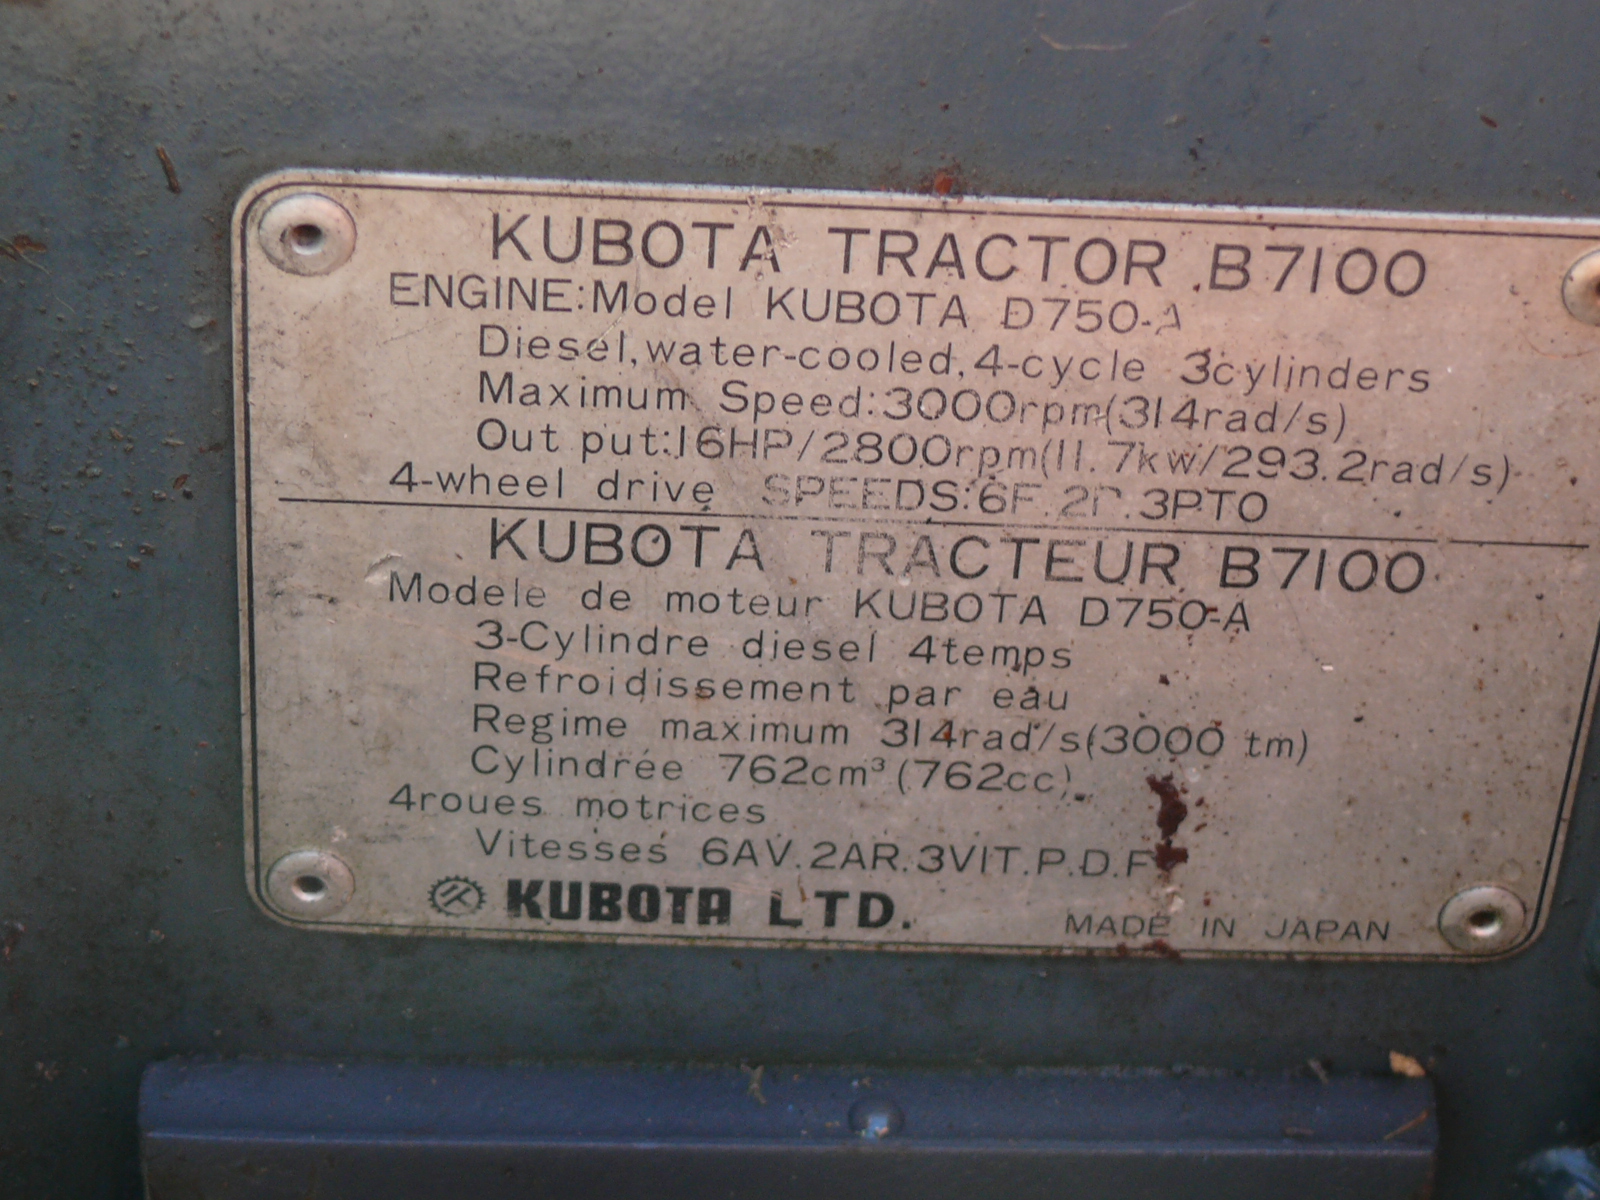 KUBOTA TRACTOR B7100
ENGINE:Model KUBOTA D750-A
Diesel,water-cooled,4-cycle 3cylinders
Maximum Speed:3000rpm(314rad/s)
Out put:16HP/2800rpm(11.7kw/293.2rad/s)
4-wheel drive SPEEDS:6F.2R.3PTO
KUBOTA TRACTEUR B7100
Modele de moteur KUBOTA D750-A
3-Cylindre diesel 4temps
Refroidissement par eau
Regime maximum 314rad/s(3000 tm)
Cylindrée 762cm³(762cc)
4roues motrices
Vitesses 6AV.2AR.3VIT.P.D.F
KUBOTA LTD.
MADE IN JAPAN